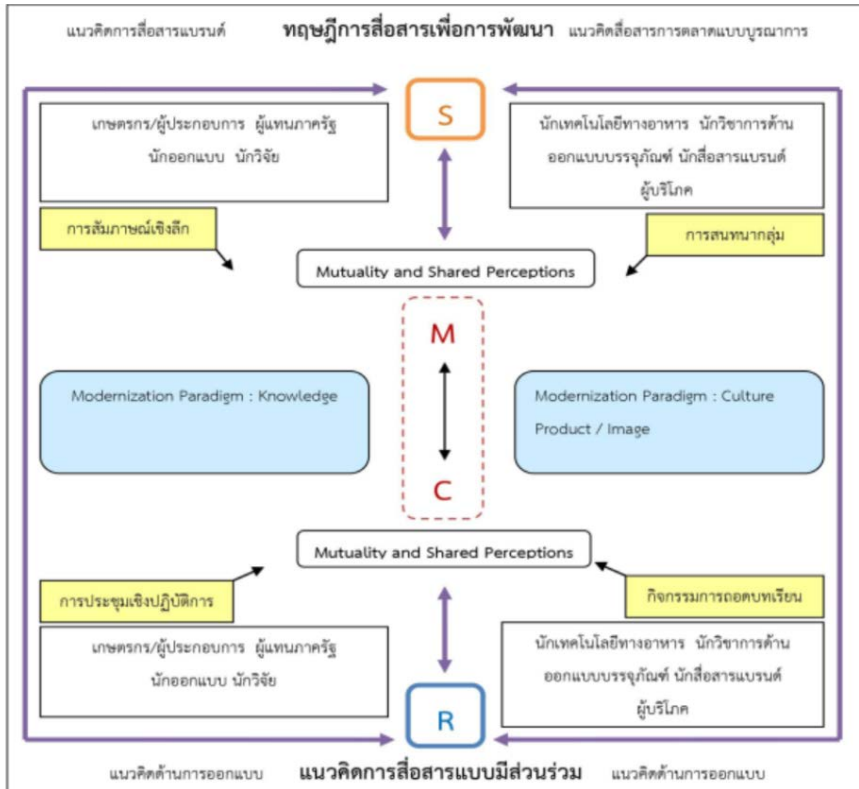 แนวคิดการสื่อสารแบรนด์ ทฤษฎีการสื่อสารเพื่อการพัฒนา แนวคิดสื่อสารการตลาดแบบบูรณาการ
S
เกษตรกร/ผู้ประกอบการ ผู้แทนภาครัฐ
นักออกแบบ นักวิจัย
นักเทคโนโลยีทางอาหาร นักวิชาการด้าน
ออกแบบบรรจุภัณฑ์ นักสื่อสารแบรนด์
ผู้บริโภค
การสัมภาษณ์เชิงลึก
การสนทนากลุ่ม
Mutuality and Shared Perceptions
M
Modernization Paradigm : Knowledge
Modernization Paradigm : Culture
Product / Image
C
Mutuality and Shared Perceptions
การประชุมเชิงปฏิบัติการ
กิจกรรมการถอดบทเรียน
เกษตรกร/ผู้ประกอบการ ผู้แทนภาครัฐ
นักออกแบบ นักวิจัย
นักเทคโนโลยีทางอาหาร นักวิชาการด้าน
ออกแบบบรรจุภัณฑ์ นักสื่อสารแบรนด์
ผู้บริโภค
R
แนวคิดด้านการออกแบบ แนวคิดการสื่อสารแบบมีส่วนร่วม แนวคิดด้านการออกแบบ